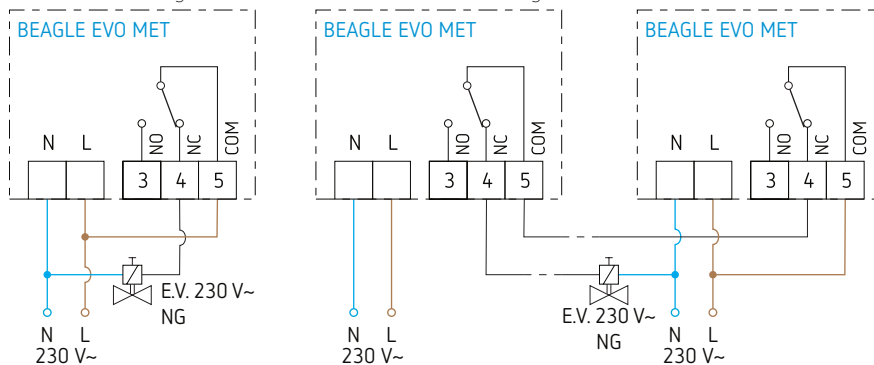 BEAGLE EVO MET
NO
NC
COM
N L
3 4 5
E.V. 230 V~
NG
N L
230 V~
BEAGLE EVO MET
NO
NC
COM
N L
3 4 5
N L
230 V~
BEAGLE EVO MET
NO
NC
COM
N L
3 4 5
E.V. 230 V~
NG
N L
230 V~